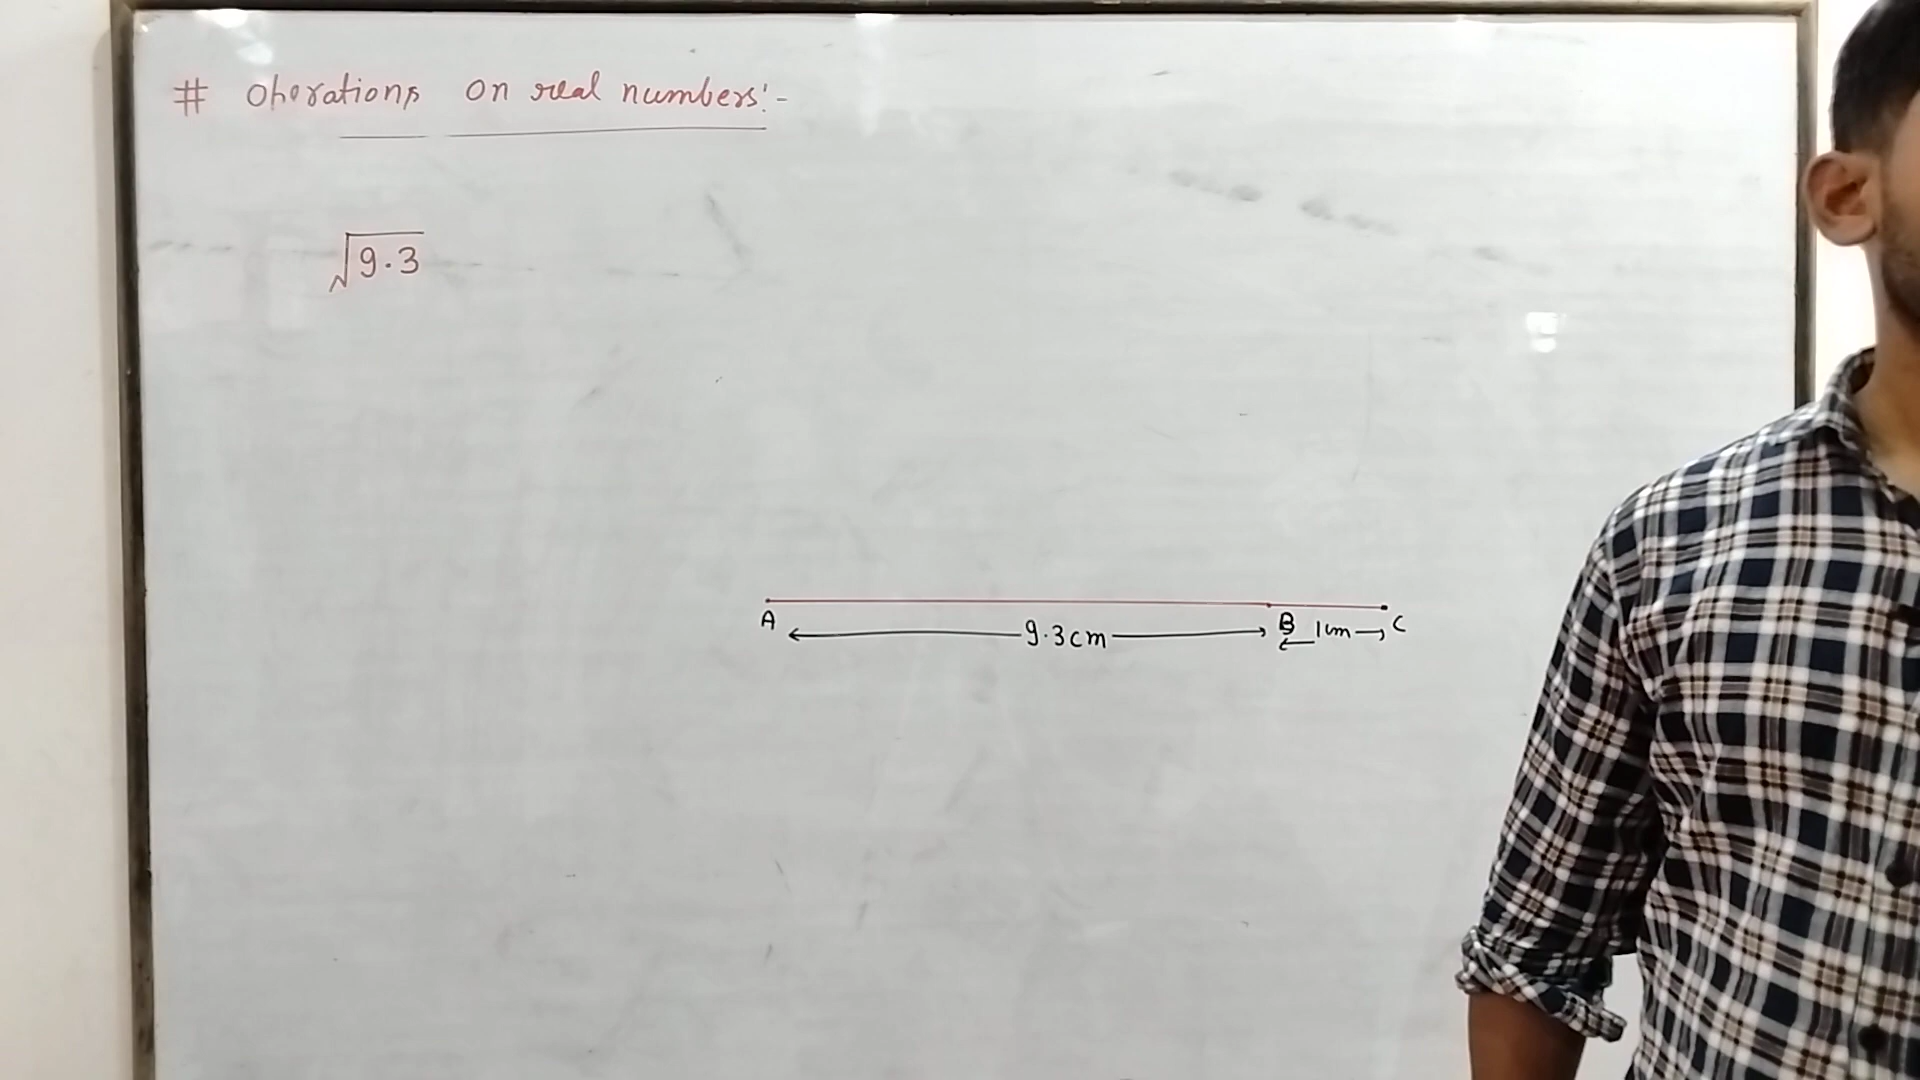 # Operations on real numbers:-
√9.3
A 9.3cm B 1cm C